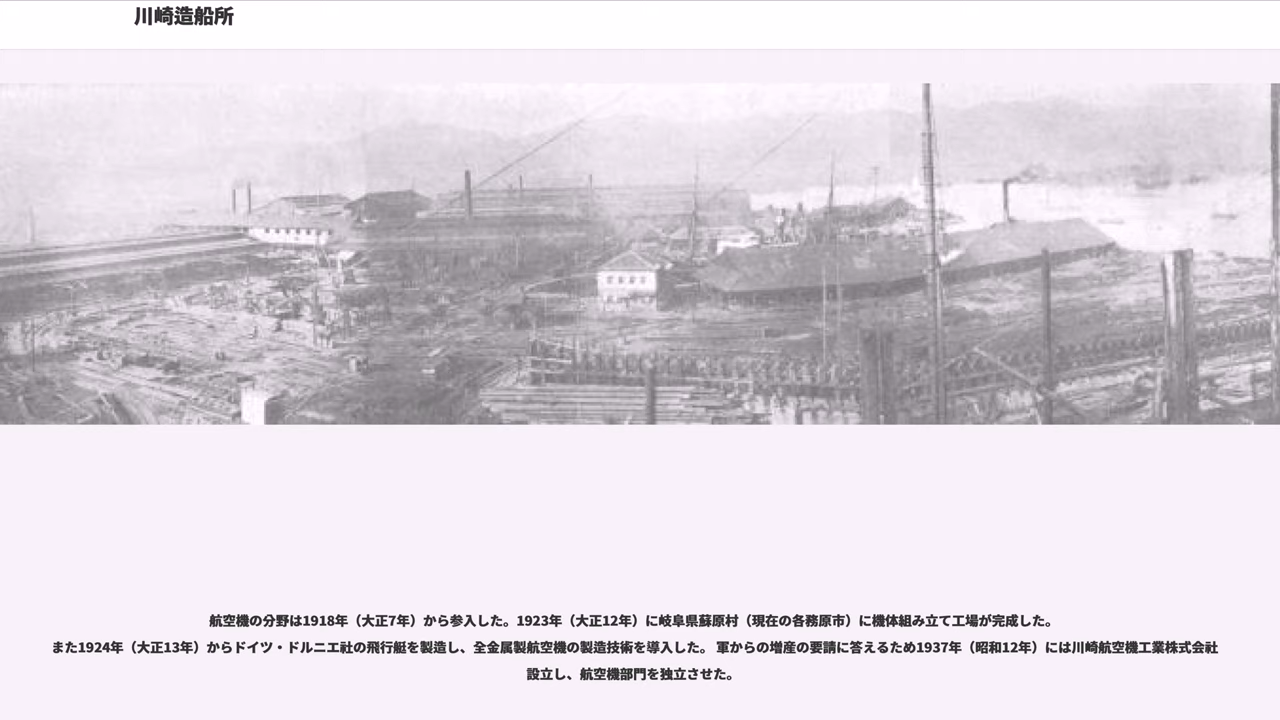 川崎造船所
航空機の分野は1918年（大正7年）から参入した。1923年（大正12年）に岐阜県蘇原村（現在の各務原市）に機体組み立て工場が完成した。
また1924年（大正13年）からドイツ・ドルニエ社の飛行艇を製造し、全金属製航空機の製造技術を導入した。 軍からの増産の要請に答えるため1937年（昭和12年）には川崎航空機工業株式会社
設立し、航空機部門を独立させた。